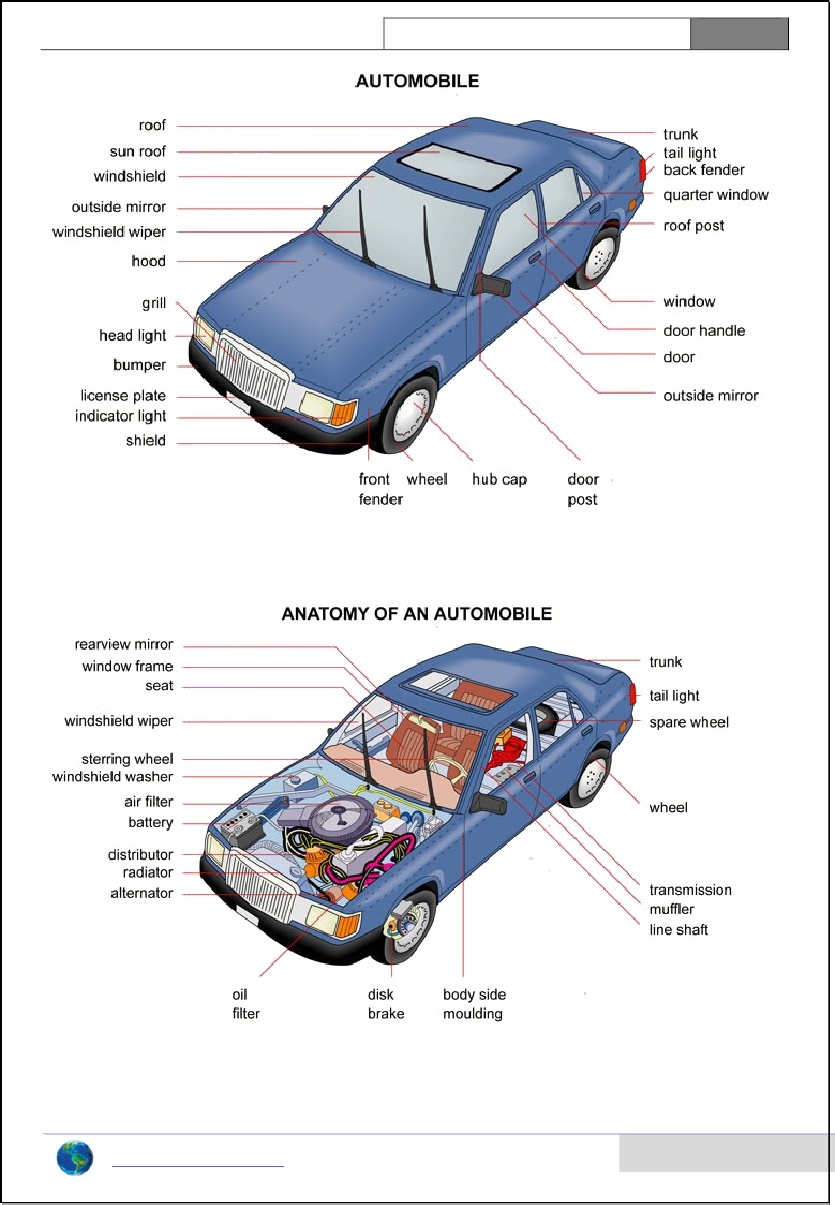 AUTOMOBILE
roof
sun roof
windshield
outside mirror
windshield wiper
hood
grill
head light
bumper
license plate
indicator light
shield
trunk
tail light
back fender
quarter window
roof post
window
door handle
door
outside mirror
front wheel hub cap door
fender post
ANATOMY OF AN AUTOMOBILE
rearview mirror
window frame
seat
windshield wiper
sterring wheel
windshield washer
air filter
battery
distributor
radiator
alternator
trunk
tail light
spare wheel
wheel
transmission
muffler
line shaft
oil disk body side
filter brake moulding